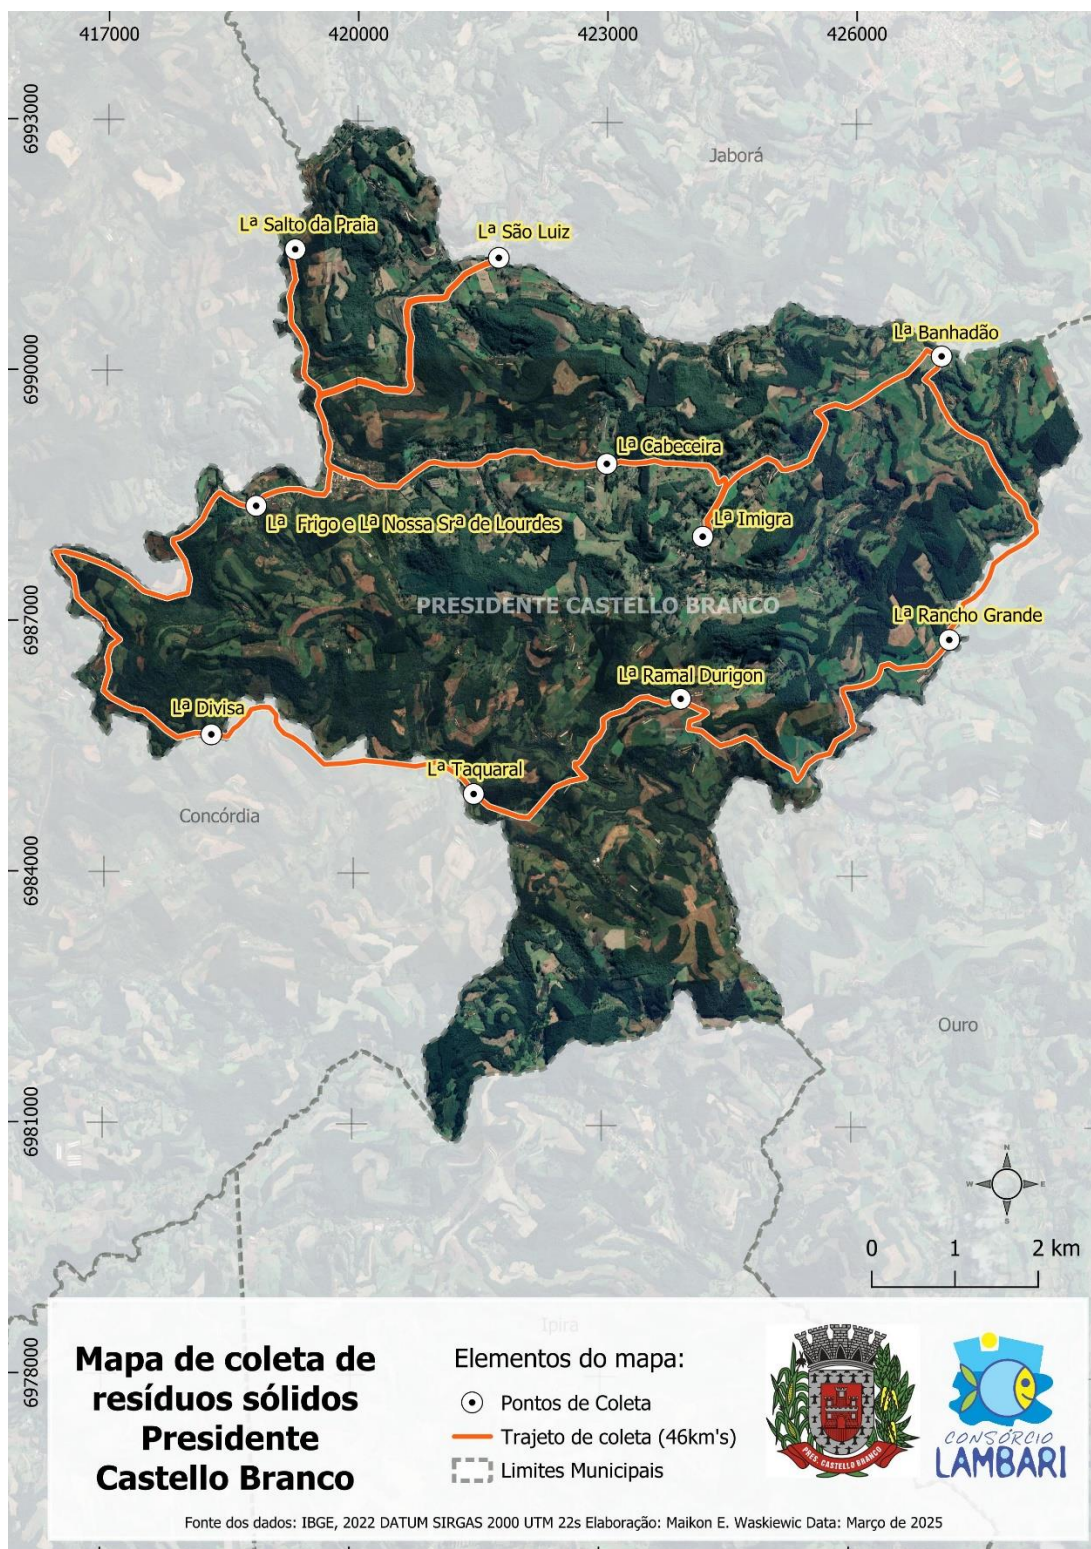 417000 420000 423000 426000
6993000
Jaborá
Lª Salto da Praia
Lª São Luiz
6990000
Lª Banhadão
Lª Cabeceira
Lª Frigo e Lª Nossa Srª de Lourdes
Lª Imigra
6987000
PRESIDENTE CASTELLO BRANCO
Lª Rancho Grande
Lª Ramal Durigon
Lª Divisa
Lª Taquaral
Concórdia
6984000
Ouro
6981000
N
W E
S
0 1 2 km
Ipira
6978000
Mapa de coleta de
resíduos sólidos
Presidente
Castello Branco
Elementos do mapa:
Pontos de Coleta
Trajeto de coleta (46km's)
Limites Municipais
PRES. CASTELLO BRANCO
CONSÓRCIO
LAMBARI
Fonte dos dados: IBGE, 2022 DATUM SIRGAS 2000 UTM 22s Elaboração: Maikon E. Waskiewic Data: Março de 2025